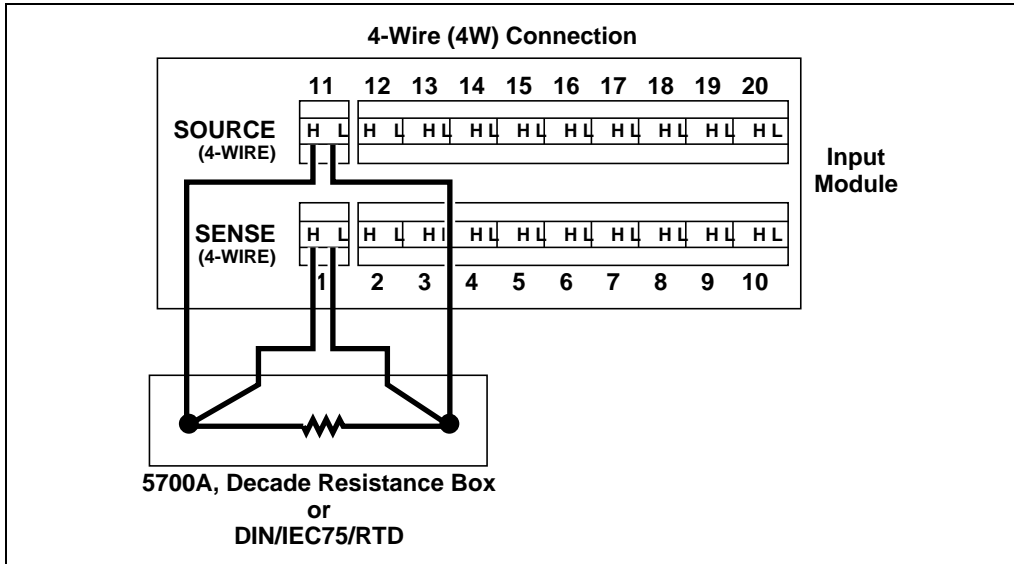 4-Wire (4W) Connection
11 12 13 14 15 16 17 18 19 20
SOURCE
(4-WIRE)
H L H L H L H L H L H L H L H L H L H L
Input
Module
SENSE
(4-WIRE)
H L H L H L H L H L H L H L H L H L H L
1 2 3 4 5 6 7 8 9 10
5700A, Decade Resistance Box
or
DIN/IEC75/RTD